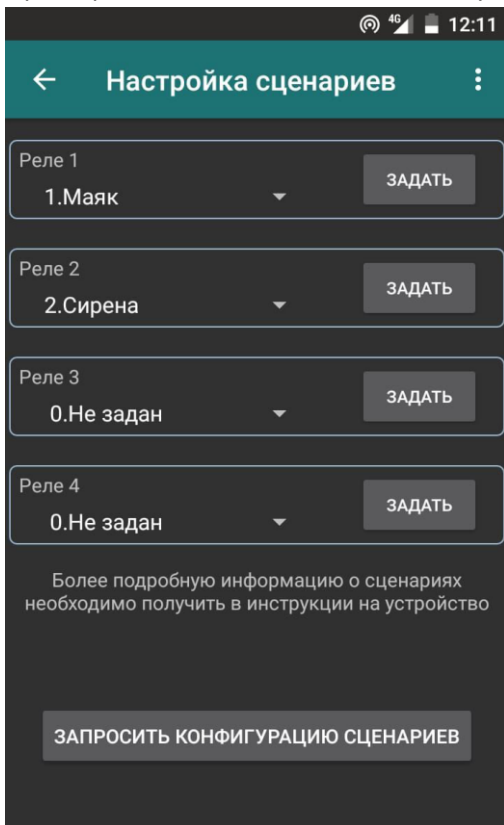 4G 12:11
Настройка сценариев
Реле 1
1.Маяк
ЗАДАТЬ
Реле 2
2.Сирена
ЗАДАТЬ
Реле 3
0.Не задан
ЗАДАТЬ
Реле 4
0.Не задан
ЗАДАТЬ
Более подробную информацию о сценариях
необходимо получить в инструкции на устройство
ЗАПРОСИТЬ КОНФИГУРАЦИЮ СЦЕНАРИЕВ